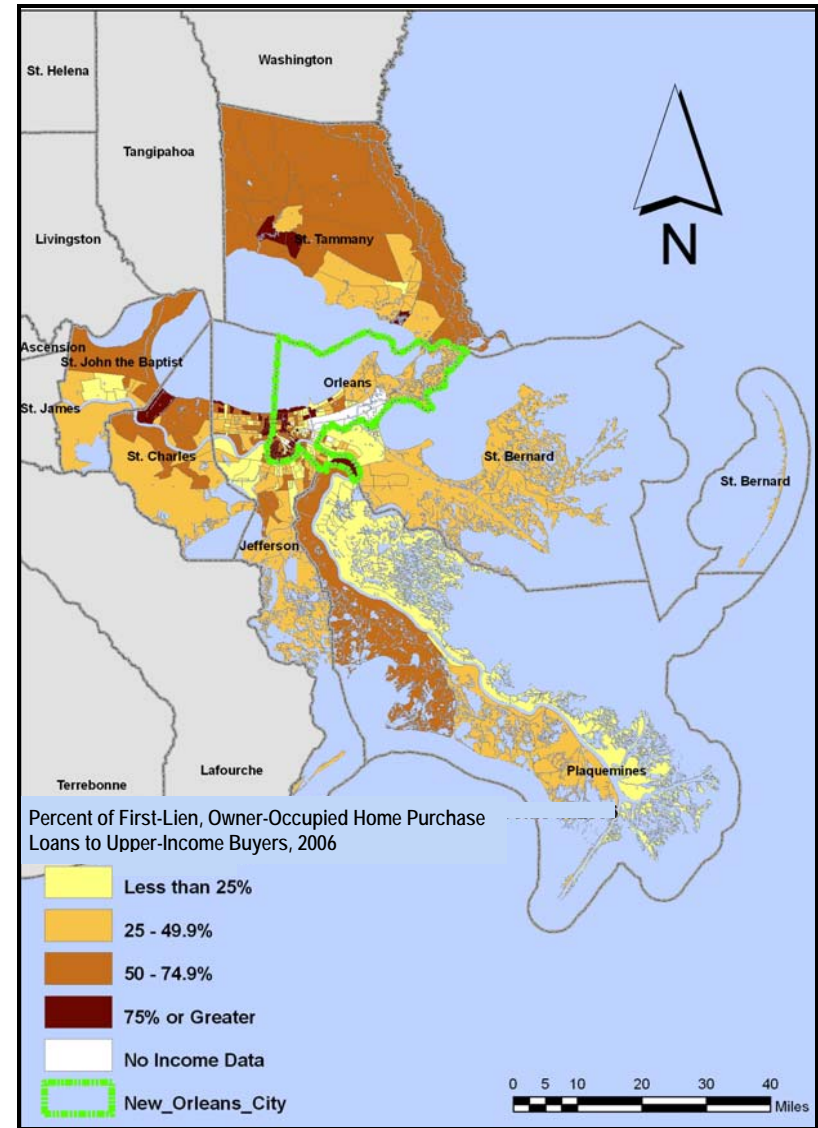 Washington
St. Helena
Tangipahoa
Livingston
St. Tammany
Ascension
St. John the Baptist
Orleans
St. James
St. Charles
St. Bernard
St. Bernard
Jefferson
Plaquemines
Lafourche
Terrebonne
N
Percent of First-Lien, Owner-Occupied Home Purchase
Loans to Upper-Income Buyers, 2006
Less than 25%
25 - 49.9%
50 - 74.9%
75% or Greater
No Income Data
New_Orleans_City
0 5 10 20 30 40
Miles